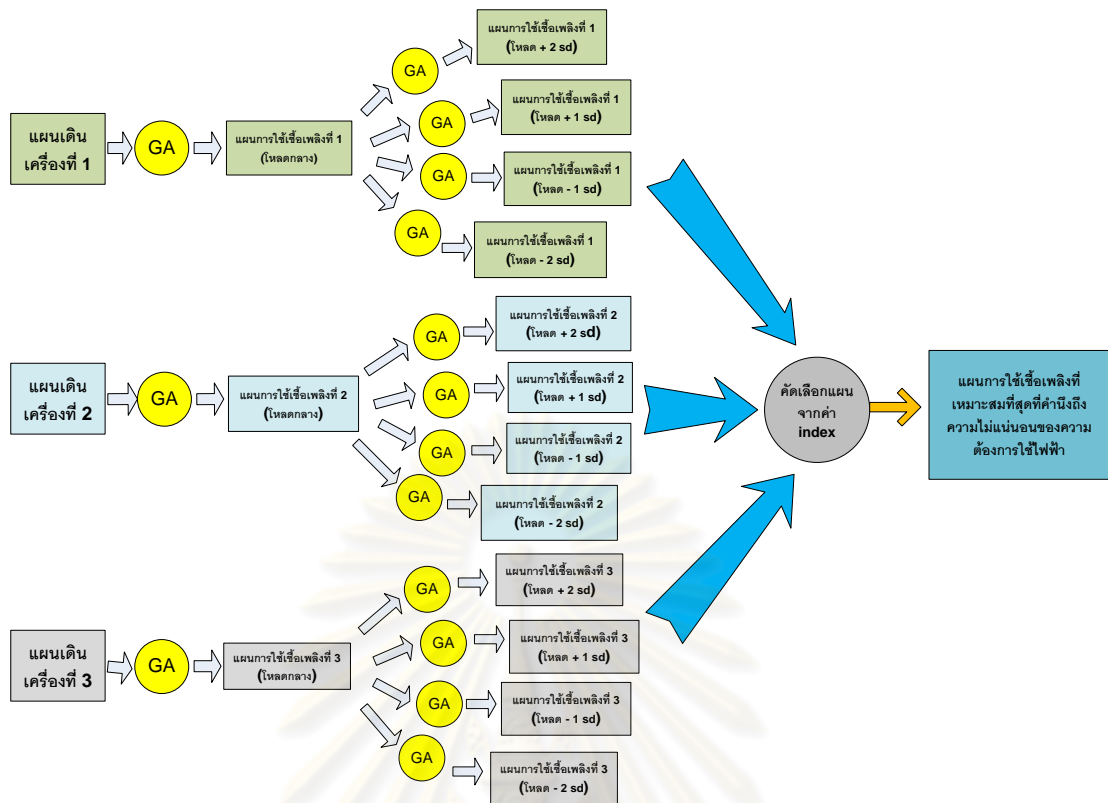 แผนเดิน
เครื่องที่ 1
GA
แผนการใช้เชื้อเพลิงที่ 1
(โหลดกลาง)
GA
แผนการใช้เชื้อเพลิงที่ 1
(โหลด + 2 sd)
GA
แผนการใช้เชื้อเพลิงที่ 1
(โหลด + 1 sd)
GA
แผนการใช้เชื้อเพลิงที่ 1
(โหลด - 1 sd)
GA
แผนการใช้เชื้อเพลิงที่ 1
(โหลด - 2 sd)
แผนเดิน
เครื่องที่ 2
GA
แผนการใช้เชื้อเพลิงที่ 2
(โหลดกลาง)
GA
แผนการใช้เชื้อเพลิงที่ 2
(โหลด + 2 sd)
GA
แผนการใช้เชื้อเพลิงที่ 2
(โหลด + 1 sd)
GA
แผนการใช้เชื้อเพลิงที่ 2
(โหลด - 1 sd)
GA
แผนการใช้เชื้อเพลิงที่ 2
(โหลด - 2 sd)
แผนเดิน
เครื่องที่ 3
GA
แผนการใช้เชื้อเพลิงที่ 3
(โหลดกลาง)
GA
แผนการใช้เชื้อเพลิงที่ 3
(โหลด + 2 sd)
GA
แผนการใช้เชื้อเพลิงที่ 3
(โหลด + 1 sd)
GA
แผนการใช้เชื้อเพลิงที่ 3
(โหลด - 1 sd)
GA
แผนการใช้เชื้อเพลิงที่ 3
(โหลด - 2 sd)
คัดเลือกแผน
จากค่า
index
แผนการใช้เชื้อเพลิงที่
เหมาะสมที่สุดที่คำนึงถึง
ความไม่แน่นอนของความ
ต้องการใช้ไฟฟ้า